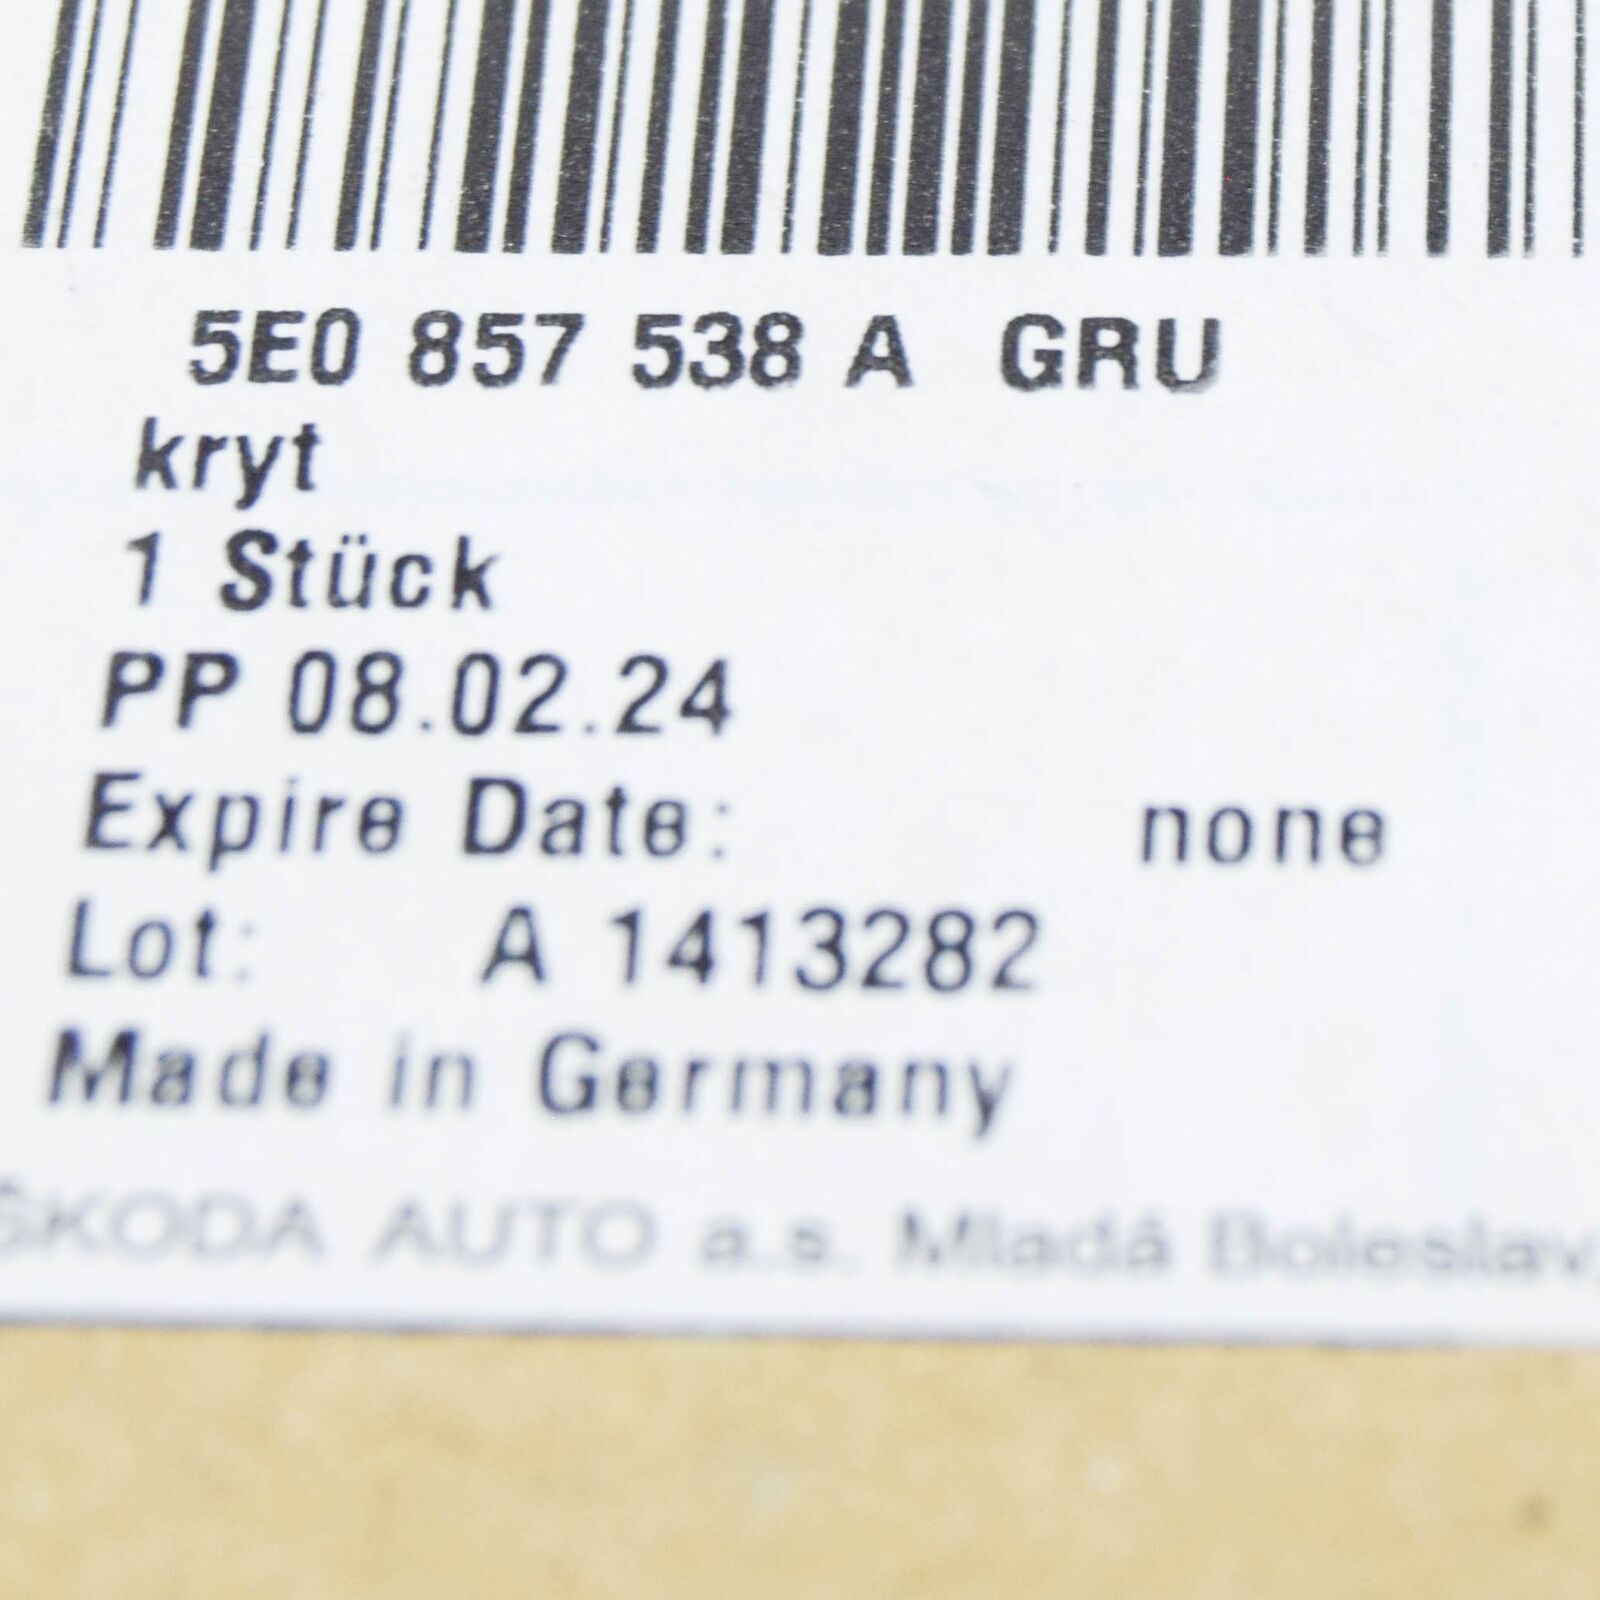 5E0 857 538 A GRU
kryt
1 Stück
PP 08.02.24
Expire Date: none
Lot: A 1413282
Made in Germany
ŠKODA AUTO a.s. Mladá Boleslav,